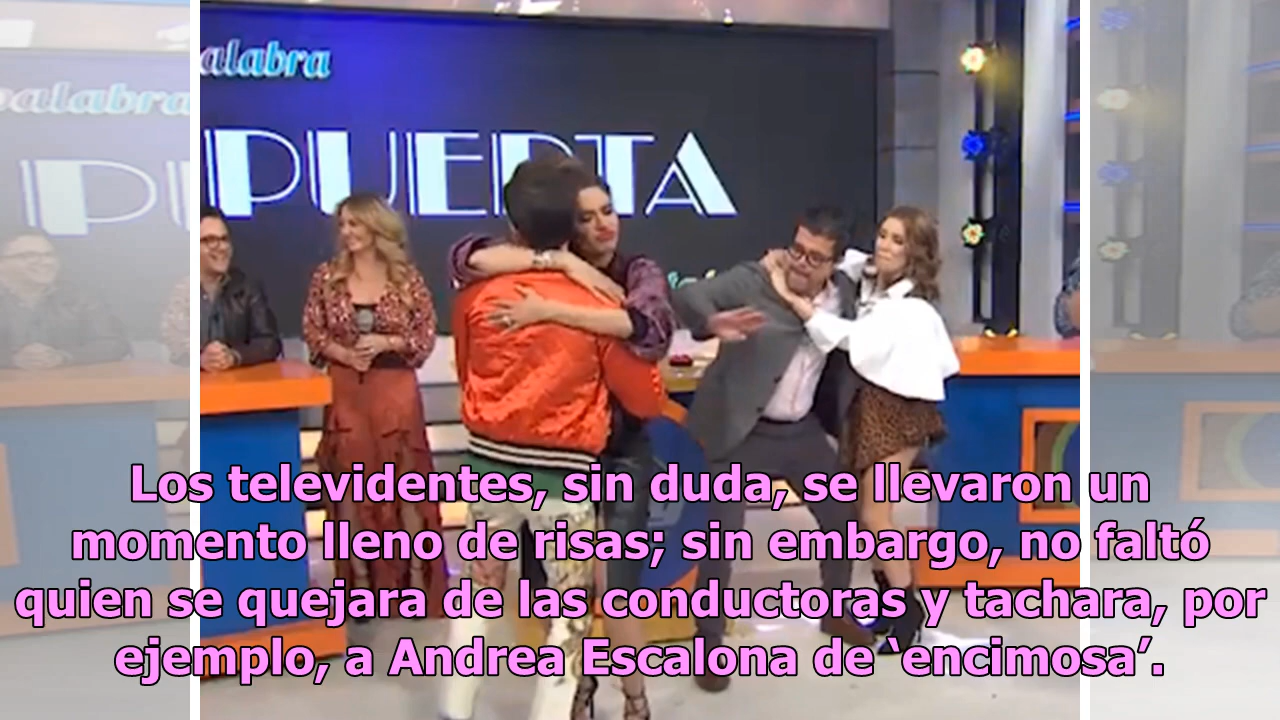 palabra
PUERTA
Los televidentes, sin duda, se llevaron un
momento lleno de risas; sin embargo, no faltó
quien se quejara de las conductoras y tachara, por
ejemplo, a Andrea Escalona de ‘encimosa’.